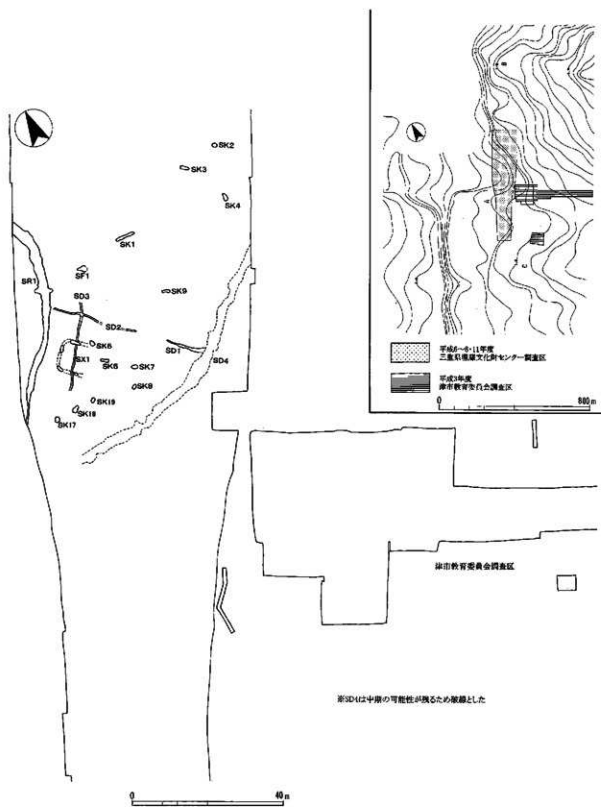 SK2
SK3
SK4
SK1
SF1
SR1
SD3
SK9
SD2
SK5
SX1
SK6
SK7
SD1
SD4
SK8
SK19
SK18
SK17
A
B
C
平成6~8・11年度
三重県埋蔵文化財センター調査区
平成3年度
津市教育委員会調査区
0 800m
津市教育委員会調査区
※SD4は中期の可能性が残るため破線とした
0 40m